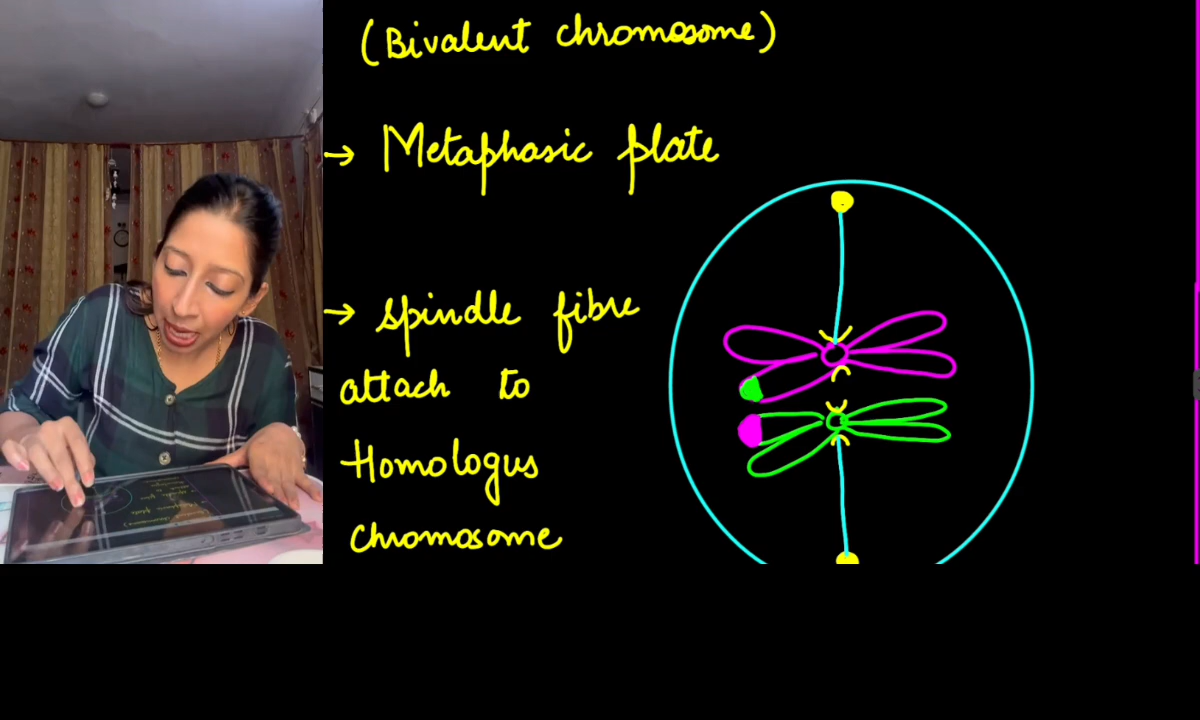 (Bivalent chromosome)
→ Metaphasic plate
→ spindle fibre
attach to
Homologus
chromosome